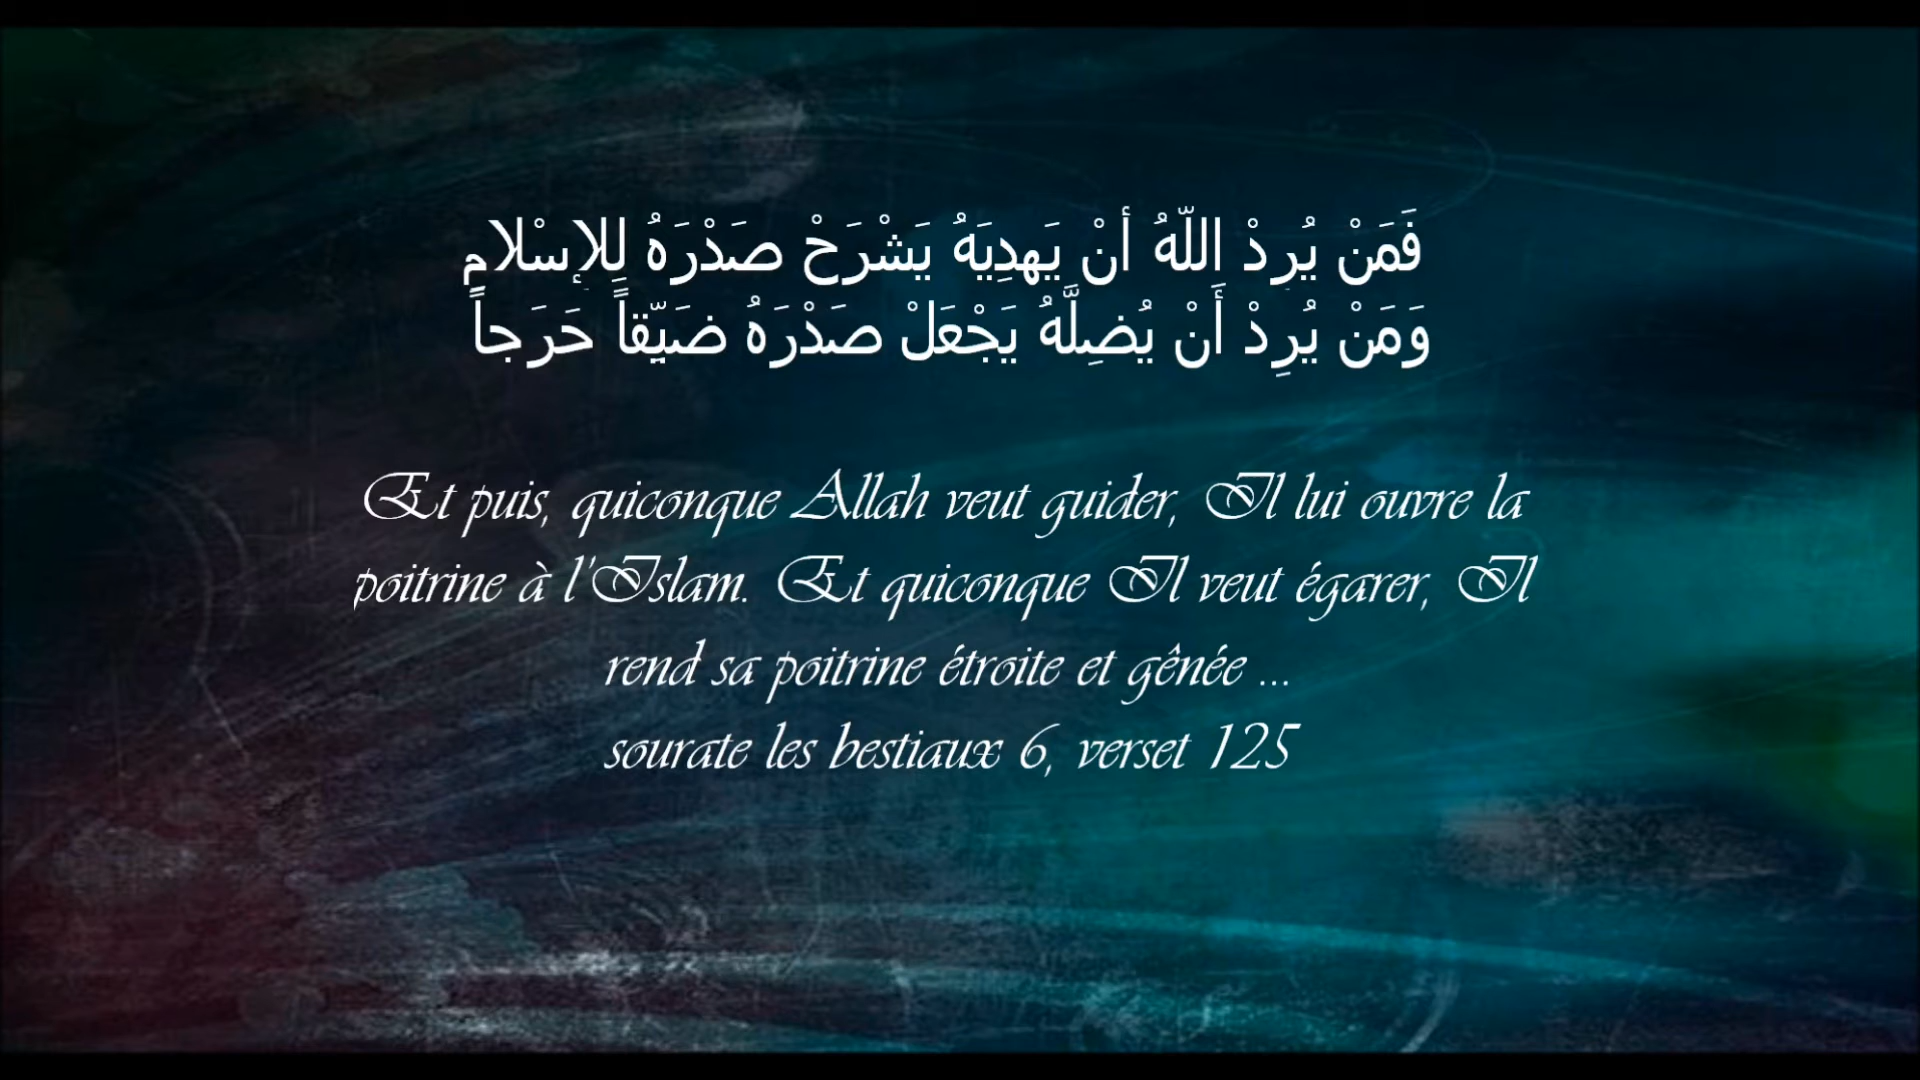 فَمَنْ يُرِدْ اللّهُ أنْ يَهدِيَهُ يَشْرَحْ صَدْرَهُ لِلإسْلامِ
وَمَنْ يُرِدْ أَنْ يُضِلَّهُ يَجْعَلْ صَدْرَهُ ضَيِّقاً حَرَجاً
Et puis, quiconque Allah veut guider, Il lui ouvre la
poitrine à l'Islam. Et quiconque Il veut égarer, Il
rend sa poitrine étroite et gênée ...
sourate les bestiaux 6, verset 125